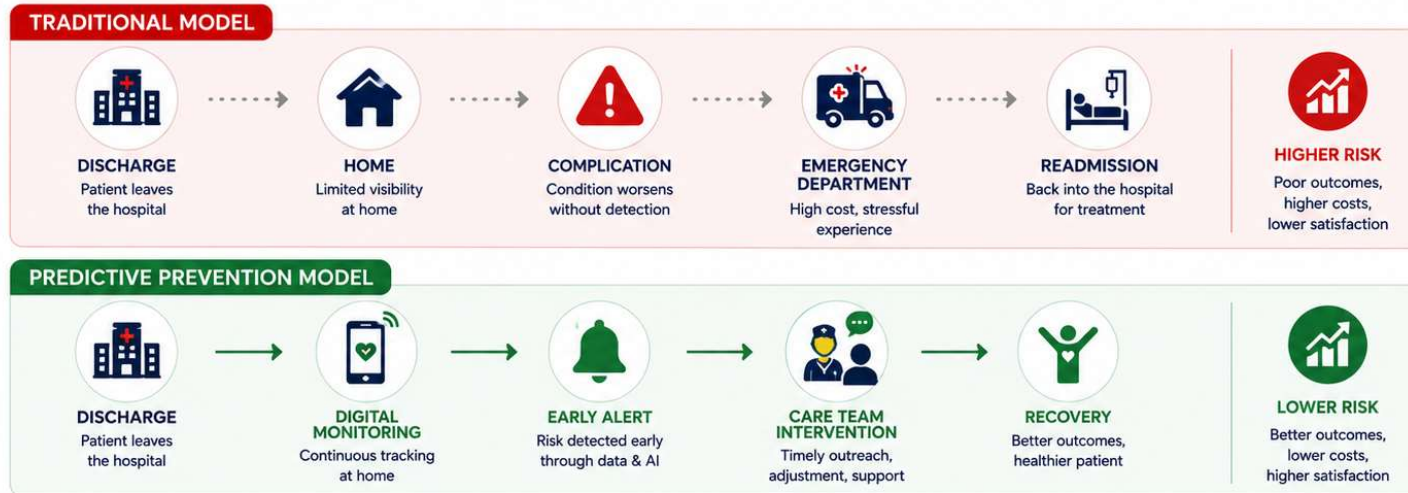 TRADITIONAL MODEL
DISCHARGE
Patient leaves
the hospital
HOME
Limited visibility
at home
COMPLICATION
Condition worsens
without detection
EMERGENCY
DEPARTMENT
High cost, stressful
experience
READMISSION
Back into the hospital
for treatment
HIGHER RISK
Poor outcomes,
higher costs,
lower satisfaction
PREDICTIVE PREVENTION MODEL
DISCHARGE
Patient leaves
the hospital
DIGITAL
MONITORING
Continuous tracking
at home
EARLY ALERT
Risk detected early
through data & AI
CARE TEAM
INTERVENTION
Timely outreach,
adjustment, support
RECOVERY
Better outcomes,
healthier patient
LOWER RISK
Better outcomes,
lower costs,
higher satisfaction